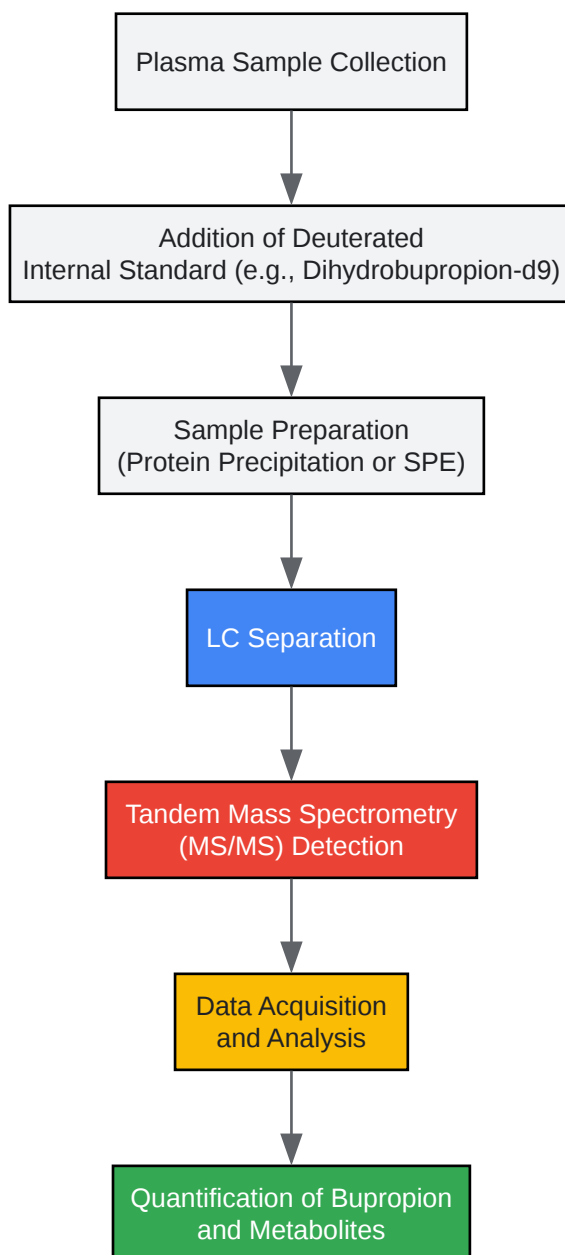 Plasma Sample Collection
Addition of Deuterated
Internal Standard (e.g., Dihydrobupropion-d9)
Sample Preparation
(Protein Precipitation or SPE)
LC Separation
Tandem Mass Spectrometry
(MS/MS) Detection
Data Acquisition
and Analysis
Quantification of Bupropion
and Metabolites